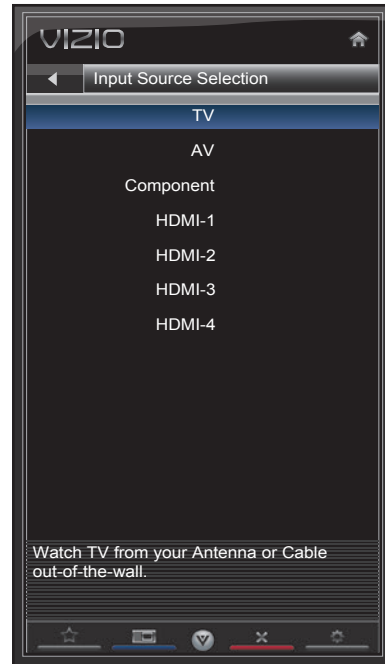 VIZIO
Input Source Selection
TV
AV
Component
HDMI-1
HDMI-2
HDMI-3
HDMI-4
Watch TV from your Antenna or Cable
out-of-the-wall.
V